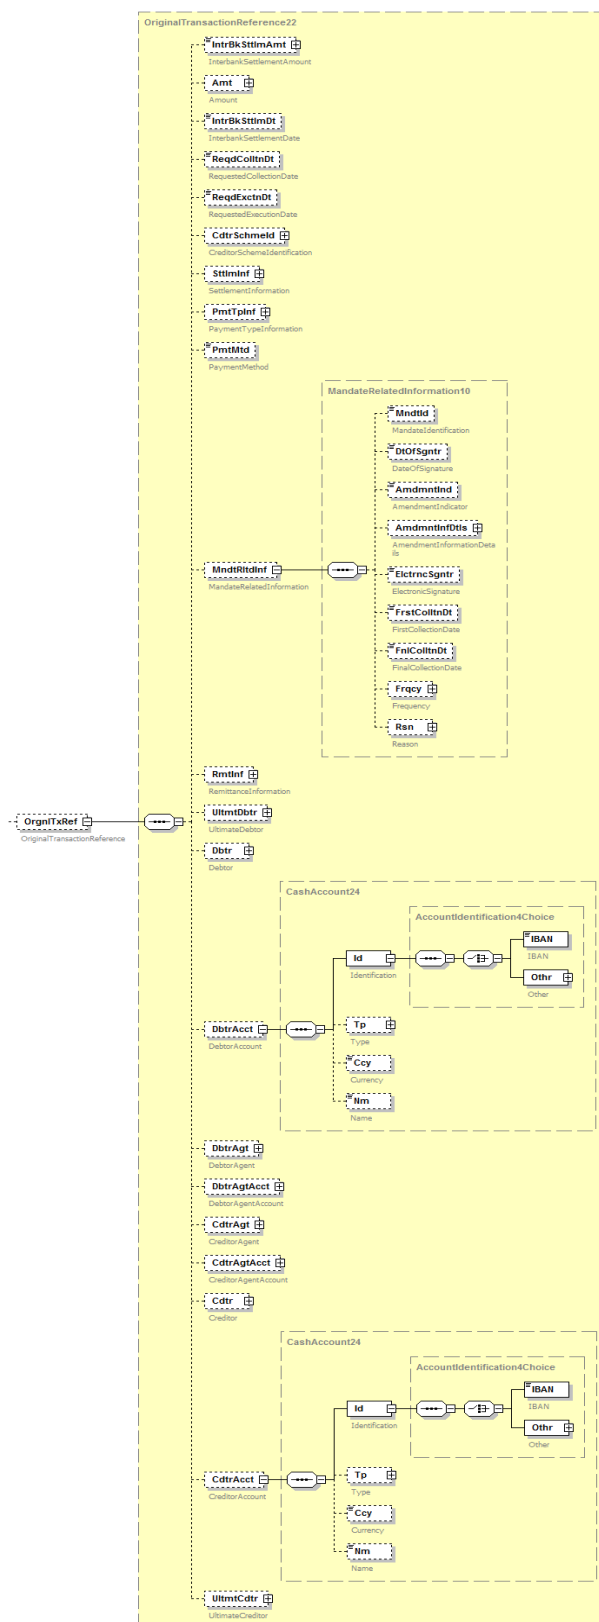 OriginalTransactionReference22
IntrBkSttlmAmt
InterbankSettlementAmount
Amt
Amount
IntrBkSttlmDt
InterbankSettlementDate
ReqdColltnDt
RequestedCollectionDate
ReqdExctnDt
RequestedExecutionDate
CdtrSchmeId
CreditorSchemeIdentification
SttlmInf
SettlementInformation
PmtTpInf
PaymentTypeInformation
PmtMtd
PaymentMethod
MandateRelatedInformation10
MndtId
MandateIdentification
DtOfSgntr
DateOfSignature
AmdmntInd
AmendmentIndicator
AmdmntInfDtls
AmendmentInformationDeta
ils
MndtRltdInf
MandateRelatedInformation
ElctrncSgntr
ElectronicSignature
FrstColltnDt
FirstCollectionDate
FnlColltnDt
FinalCollectionDate
Frqcy
Frequency
Rsn
Reason
RmtInf
RemittanceInformation
UltmtDbtr
UltimateDebtor
OrgnlTxRef
OriginalTransactionReference
Dbtr
Debtor
CashAccount24
AccountIdentification4Choice
IBAN
IBAN
Id
Identification
Othr
Other
DbtrAcct
DebtorAccount
Tp
Type
Ccy
Currency
Nm
Name
DbtrAgt
DebtorAgent
DbtrAgtAcct
DebtorAgentAccount
CdtrAgt
CreditorAgent
CdtrAgtAcct
CreditorAgentAccount
Cdtr
Creditor
CashAccount24
AccountIdentification4Choice
IBAN
IBAN
Id
Identification
Othr
Other
CdtrAcct
CreditorAccount
Tp
Type
Ccy
Currency
Nm
Name
UltmtCdtr
UltimateCreditor